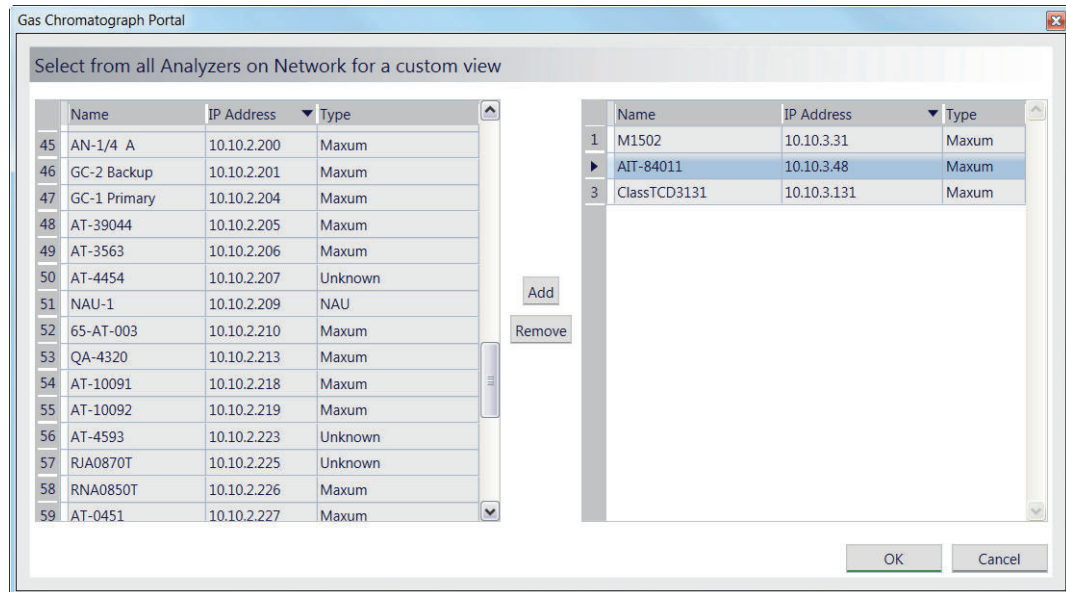 Gas Chromatograph Portal
Select from all Analyzers on Network for a custom view
Name IP Address Type
45 AN-1/4 A 10.10.2.200 Maxum
46 GC-2 Backup 10.10.2.201 Maxum
47 GC-1 Primary 10.10.2.204 Maxum
48 AT-39044 10.10.2.205 Maxum
49 AT-3563 10.10.2.206 Maxum
50 AT-4454 10.10.2.207 Unknown
51 NAU-1 10.10.2.209 NAU
52 65-AT-003 10.10.2.210 Maxum
53 QA-4320 10.10.2.213 Maxum
54 AT-10091 10.10.2.218 Maxum
55 AT-10092 10.10.2.219 Maxum
56 AT-4593 10.10.2.223 Unknown
57 RJA0870T 10.10.2.225 Unknown
58 RNA0850T 10.10.2.226 Maxum
59 AT-0451 10.10.2.227 Maxum
Add
Remove
Name IP Address Type
1 M1502 10.10.3.31 Maxum
AIT-84011 10.10.3.48 Maxum
3 ClassTCD3131 10.10.3.131 Maxum
OK Cancel